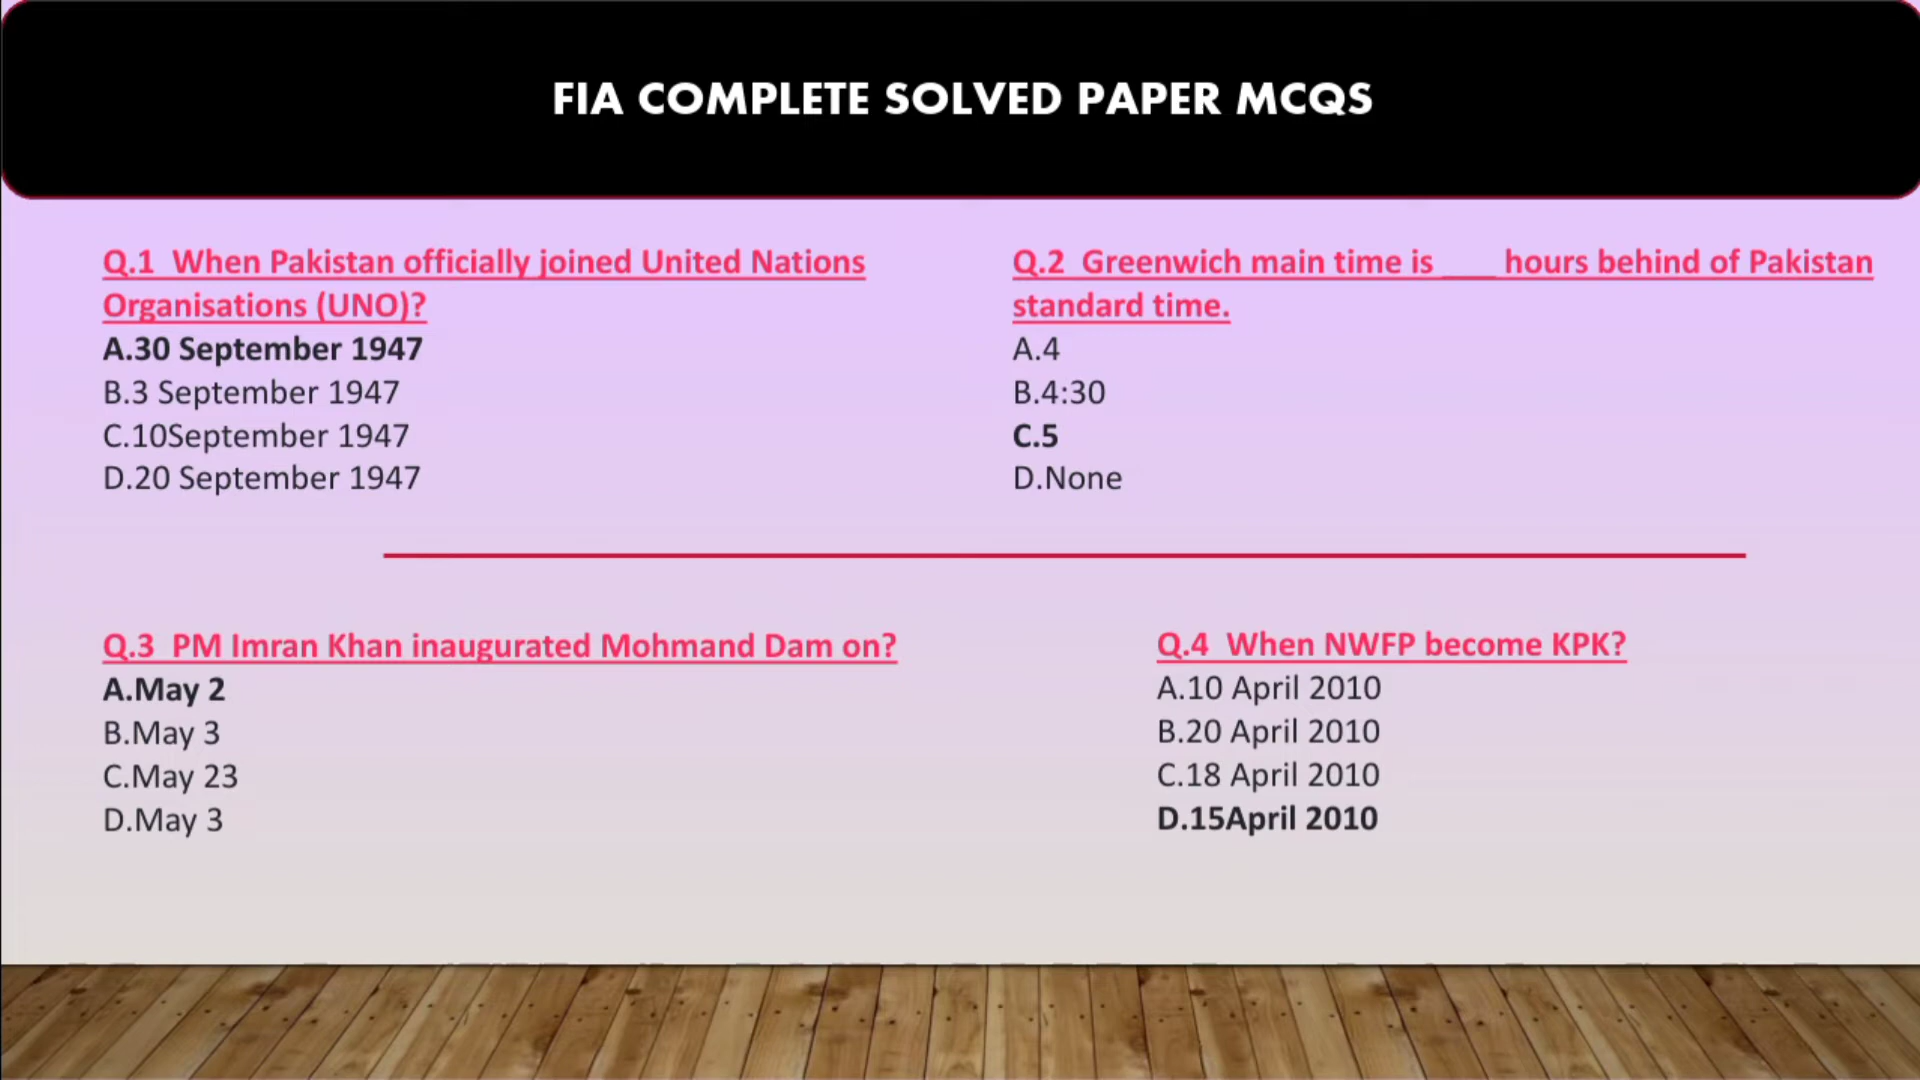 FIA COMPLETE SOLVED PAPER MCQS
Q.1 When Pakistan officially joined United Nations
Organisations (UNO)?
A.30 September 1947
B.3 September 1947
C.10September 1947
D.20 September 1947
Q.2 Greenwich main time is ___ hours behind of Pakistan
standard time.
A.4
B.4:30
C.5
D.None
Q.3 PM Imran Khan inaugurated Mohmand Dam on?
A.May 2
B.May 3
C.May 23
D.May 3
Q.4 When NWFP become KPK?
A.10 April 2010
B.20 April 2010
C.18 April 2010
D.15April 2010